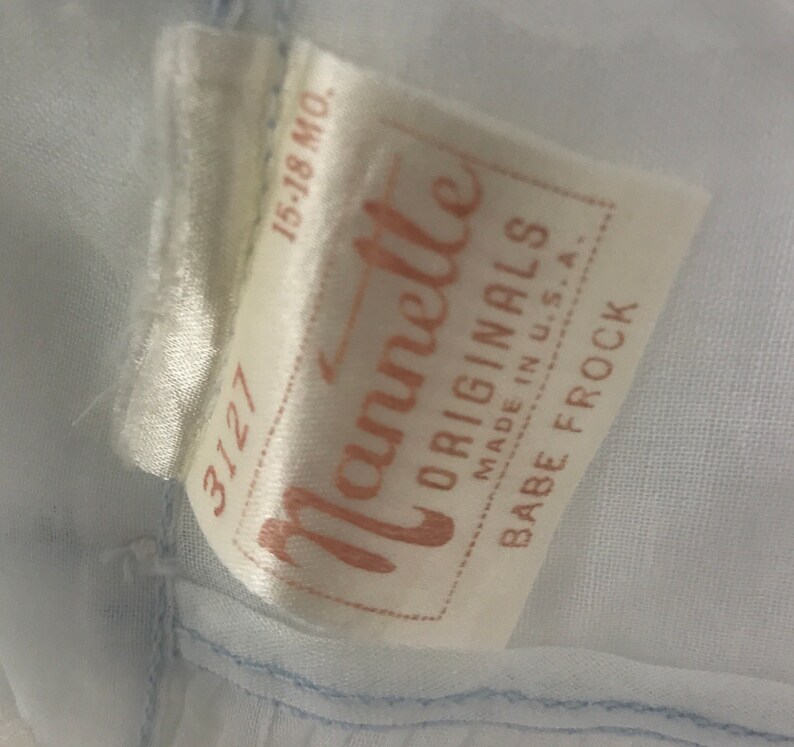 3127 15-18 MO.
Nannette
ORIGINALS
MADE IN U.S.A.
BABE FROCK